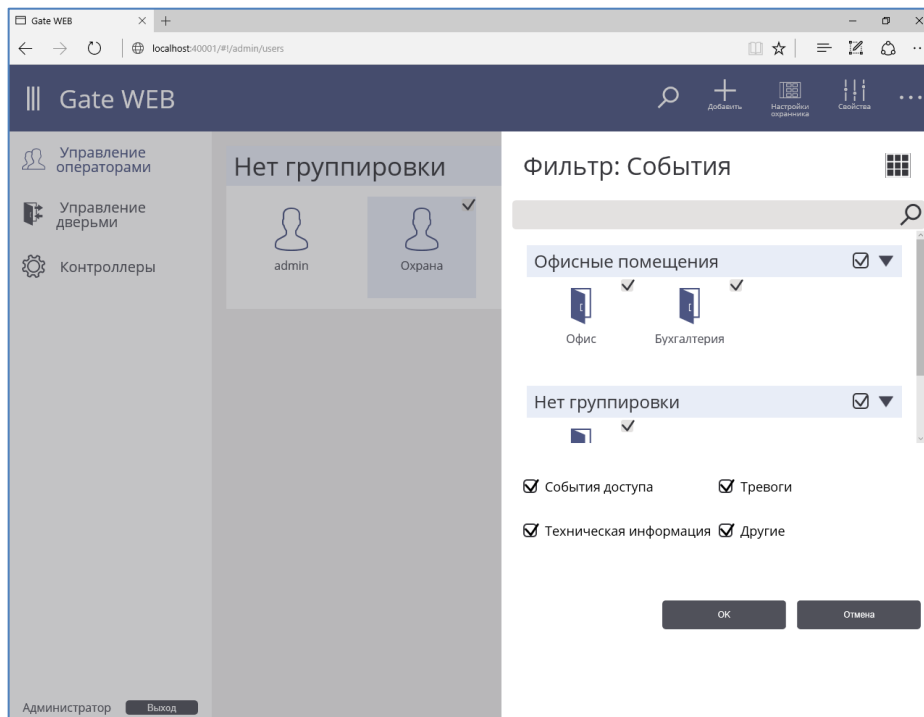 Gate WEB
localhost:40001/#!/admin/users
Gate WEB
Добавить
Настройки охранника
Свойства
Управление операторами
Управление дверьми
Контроллеры
Нет группировки
admin
Охрана
Фильтр: События
Офисные помещения
Офис
Бухгалтерия
Нет группировки
События доступа
Тревоги
Техническая информация
Другие
OK
Отмена
Администратор
Выход